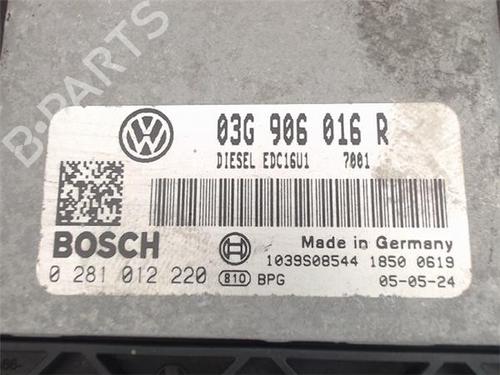 B-PARTS
03G 906 016 R
DIESEL EDC16U1 7001
BOSCH
Made in Germany
1039S08544 1850 0619
0 281 012 220 810 BPG 05-05-24